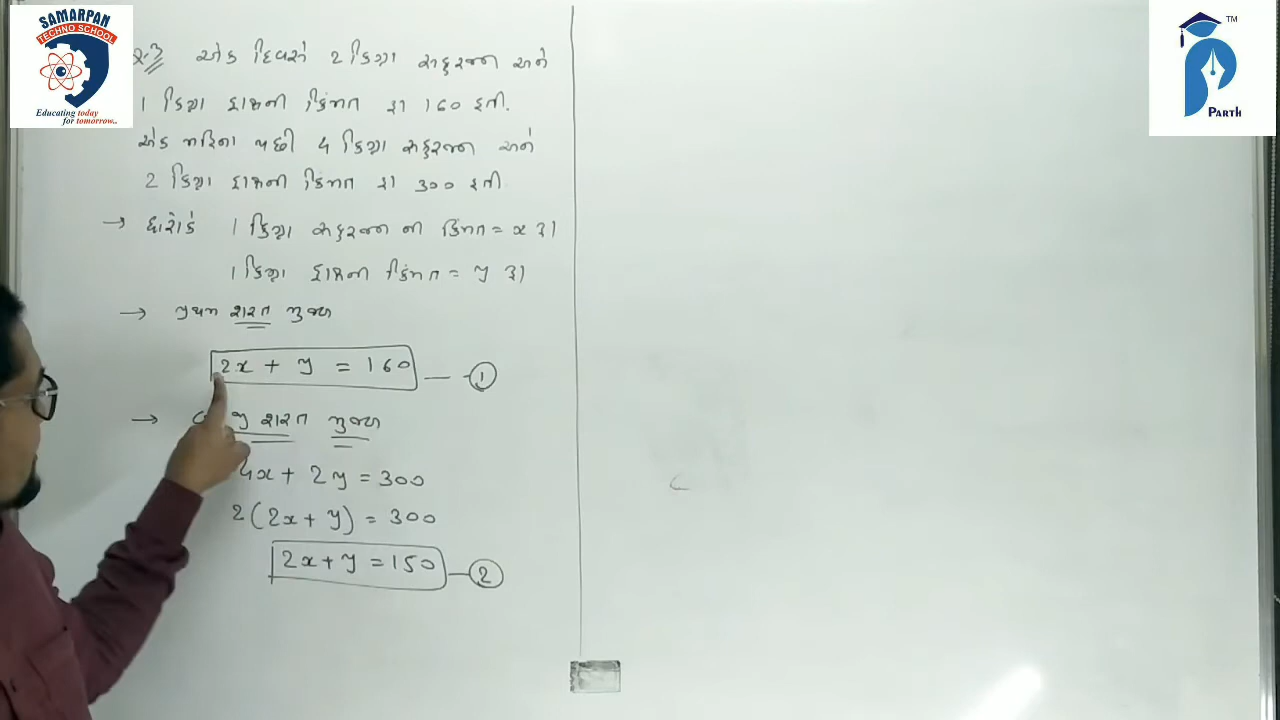 SAMARPAN
TECHNO SCHOOL
Educating today
for tomorrow..
TM
PARTH
એક દિવસે 2 કિગ્રા સફરજન અને
1 કિગ્રા દ્રાક્ષની કિંમત રૂા 160 હતી.
એક મહિના પછી 4 કિગ્રા સફરજન અને
2 કિગ્રા દ્રાક્ષની કિંમત રૂા 300 હતી
→ ધારોકે 1 કિગ્રા સફરજન ની કિંમત = x રૂા
1 કિગ્રા દ્રાક્ષની કિંમત = y રૂા
→ પ્રથમ શરત મુજબ
2x + y = 160 — ①
→ શરત મુજબ
4x + 2y = 300
2(2x + y) = 300
2x + y = 150 — ②